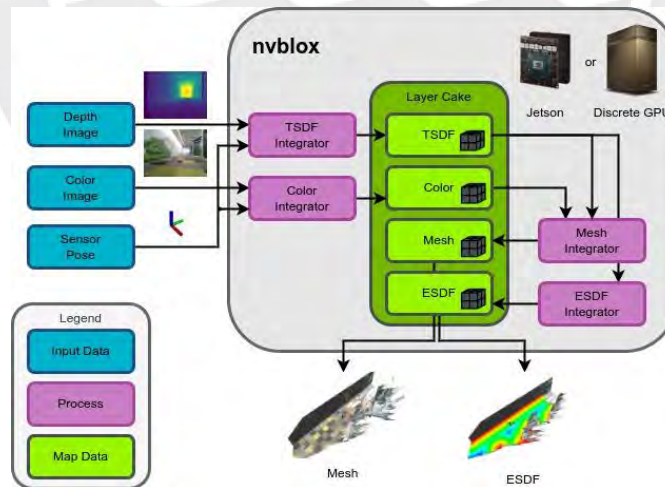 nvblox
or
Jetson
Discrete GPU
Layer Cake
Depth
Image
TSDF
Integrator
TSDF
Color
Image
Color
Integrator
Color
Sensor
Pose
Mesh
Mesh
Integrator
ESDF
ESDF
Integrator
Legend
Input Data
Process
Map Data
Mesh
ESDF